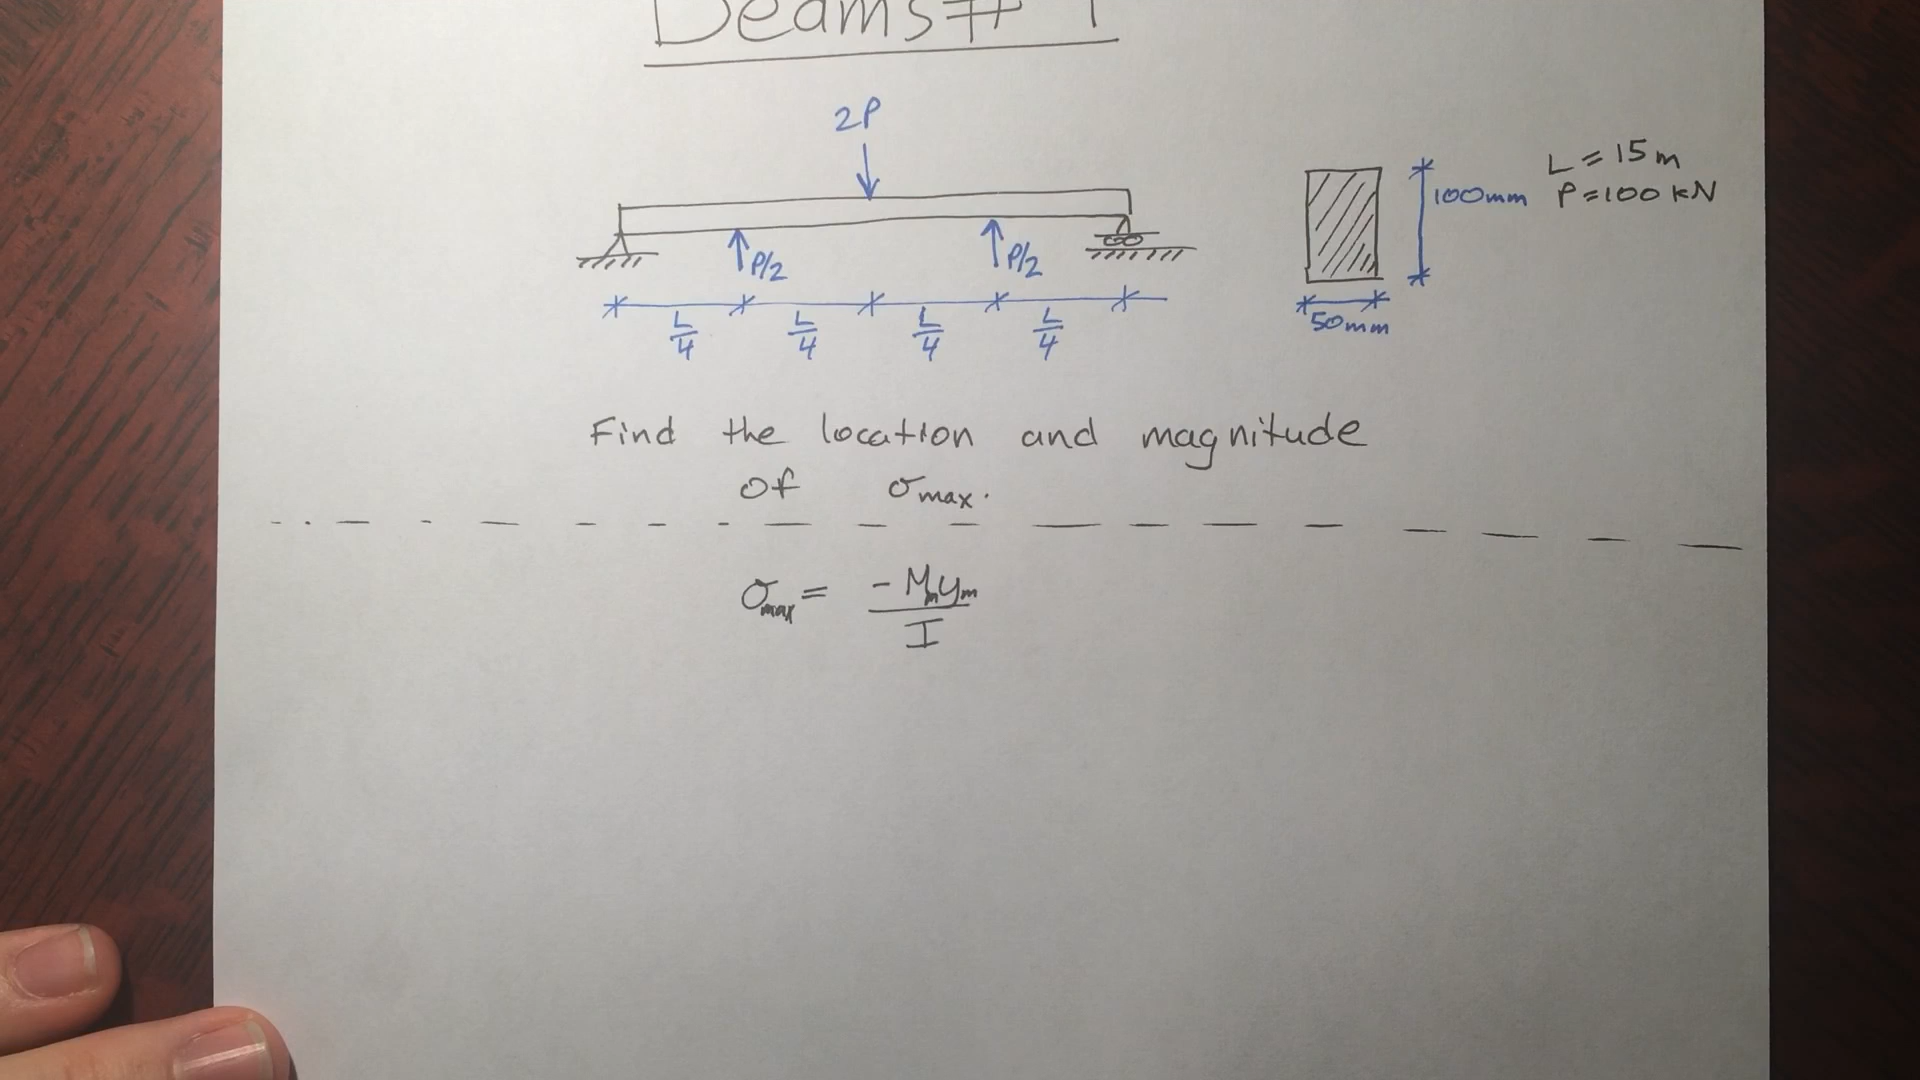 Beams # 1
2P
L = 15 m
P = 100 kN
100mm
P/2
P/2
50mm
L/4
L/4
L/4
L/4
Find the location and magnitude
of σmax.
σmax = -Mmym/I